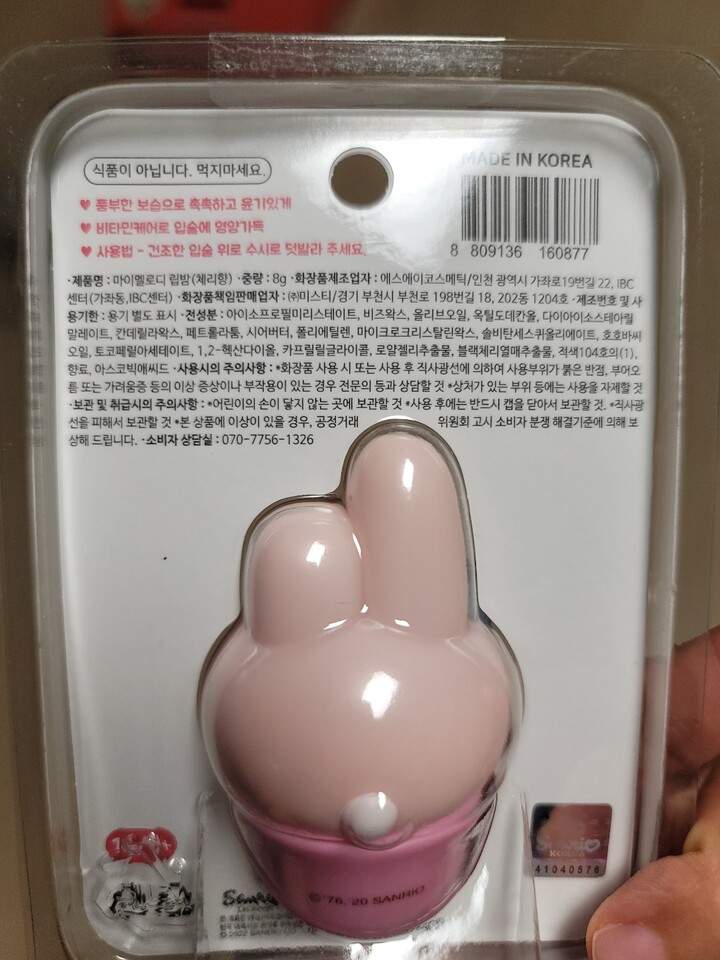 식품이 아닙니다. 먹지마세요.
MADE IN KOREA
♥ 풍부한 보습으로 촉촉하고 윤기있게
♥ 비타민케어로 입술에 영양가득
♥ 사용법 - 건조한 입술 위로 수시로 덧발라 주세요.
8 809136 160877
·제품명 : 마이멜로디 립밤(체리향) ·중량 : 8g ·화장품제조업자 : 에스에이코스메틱/인천 광역시 가좌로19번길 22, IBC
센터(가좌동,IBC센터) ·화장품책임판매업자 : ㈜미스티/경기 부천시 부천로 198번길 18, 202동 1204호 ·제조번호 및 사
용기한 : 용기 별도 표시 ·전성분 : 아이소프로필미리스테이트, 비즈왁스, 올리브오일, 옥틸도데칸올, 다이아이소스테아릴
말레이트, 칸데릴라왁스, 페트롤라툼, 시어버터, 폴리에틸렌, 마이크로크리스탈린왁스, 솔비탄세스퀴올리에이트, 호호바씨
오일, 토코페릴아세테이트, 1,2-헥산다이올, 카프릴릴글라이콜, 로얄젤리추출물, 블랙체리열매추출물, 적색104호의(1),
향료, 아스코빅애씨드 ·사용시의 주의사항 : *화장품 사용 시 또는 사용 후 직사광선에 의하여 사용부위가 붉은 반점, 부어오
름 또는 가려움증 등의 이상 증상이나 부작용이 있는 경우 전문의 등과 상담할 것 *상처가 있는 부위 등에는 사용을 자제할 것
·보관 및 취급시의 주의사항 : *어린이의 손이 닿지 않는 곳에 보관할 것 *사용 후에는 반드시 캡을 닫아서 보관할 것. *직사광
선을 피해서 보관할 것 *본 상품에 이상이 있을 경우, 공정거래 위원회 고시 소비자 분쟁 해결기준에 의해 보
상해 드립니다. ·소비자 상담실 : 070-7756-1326
Sanrio
KOREA
41040576
Sanrio
© '76, '20 SANRIO